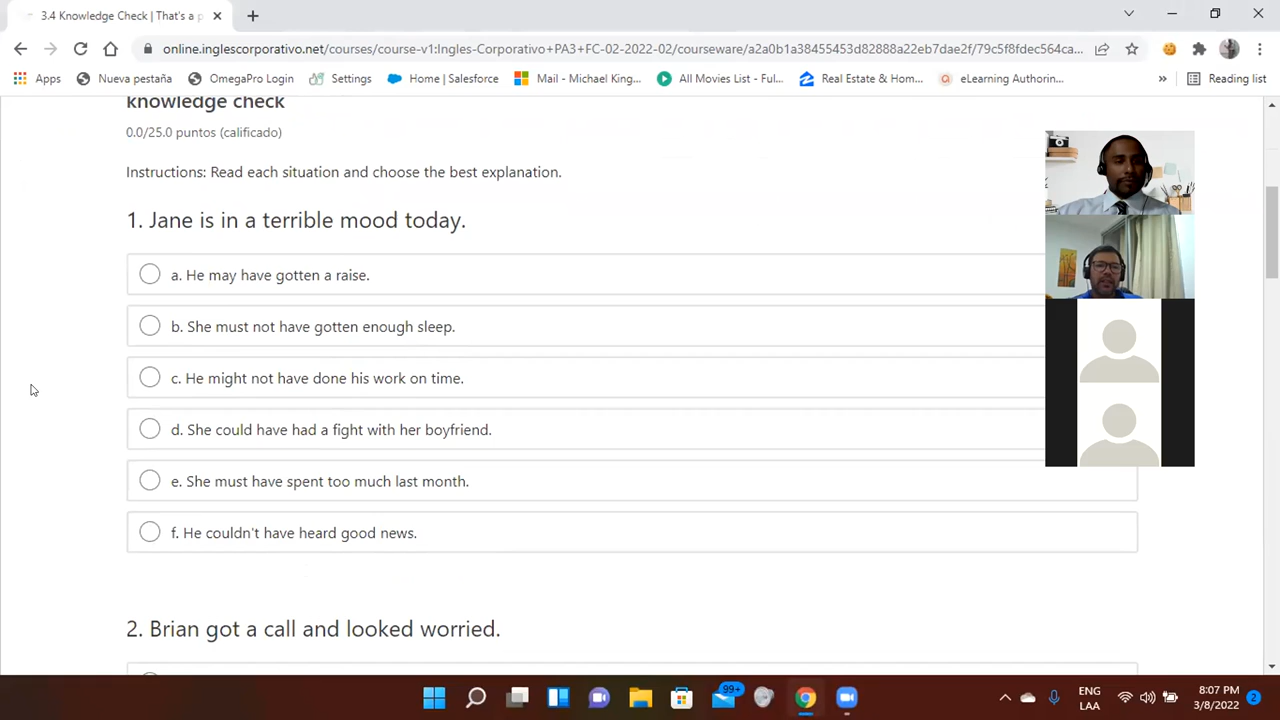 3.4 Knowledge Check | That's a p
online.inglescorporativo.net/courses/course-v1:Ingles-Corporativo+PA3+FC-02-2022-02/courseware/a2a0b1a38455453d82888a22eb7dae2f/79c5f8fdec564ca...
Apps Nueva pestaña OmegaPro Login Settings Home | Salesforce Mail - Michael King... All Movies List - Ful... Real Estate & Hom... eLearning Authorin... » Reading list
knowledge check
0.0/25.0 puntos (calificado)
Instructions: Read each situation and choose the best explanation.
1. Jane is in a terrible mood today.
a. He may have gotten a raise.
b. She must not have gotten enough sleep.
c. He might not have done his work on time.
d. She could have had a fight with her boyfriend.
e. She must have spent too much last month.
f. He couldn't have heard good news.
2. Brian got a call and looked worried.
99+
ENG
LAA
8:07 PM
3/8/2022
2